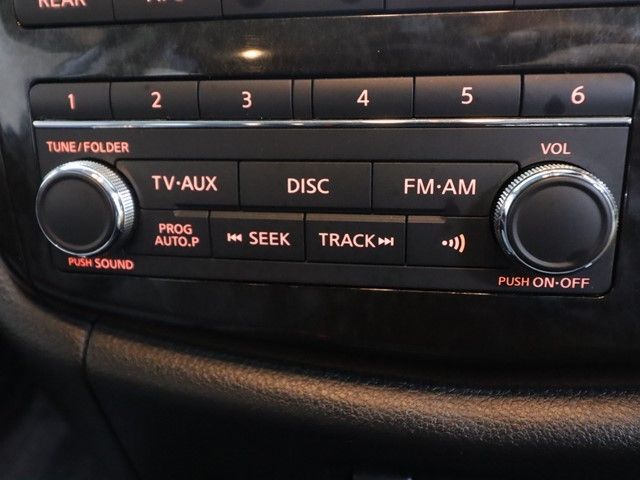 REAR
1 2 3 4 5 6
TUNE/FOLDER VOL
TV·AUX DISC FM·AM
PROG
AUTO.P
SEEK TRACK
PUSH SOUND PUSH ON·OFF